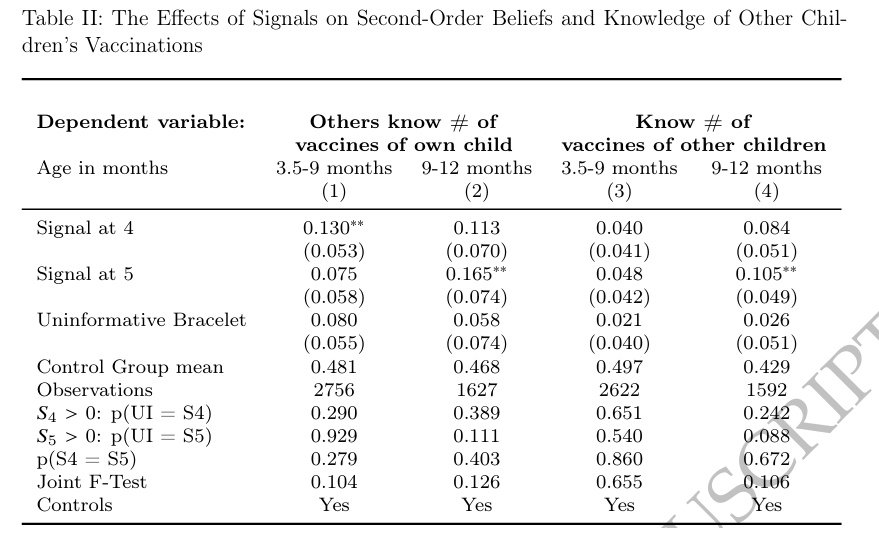 Table II: The Effects of Signals on Second-Order Beliefs and Knowledge of Other Chil-
dren's Vaccinations
Dependent variable: Others know # of Know # of
vaccines of own child vaccines of other children
Age in months 3.5-9 months 9-12 months 3.5-9 months 9-12 months
(1) (2) (3) (4)
Signal at 4 0.130** 0.113 0.040 0.084
(0.053) (0.070) (0.041) (0.051)
Signal at 5 0.075 0.165** 0.048 0.105**
(0.058) (0.074) (0.042) (0.049)
Uninformative Bracelet 0.080 0.058 0.021 0.026
(0.055) (0.074) (0.040) (0.051)
Control Group mean 0.481 0.468 0.497 0.429
Observations 2756 1627 2622 1592
S₄ > 0: p(UI = S4) 0.290 0.389 0.651 0.242
S₅ > 0: p(UI = S5) 0.929 0.111 0.540 0.088
p(S4 = S5) 0.279 0.403 0.860 0.672
Joint F-Test 0.104 0.126 0.655 0.106
Controls Yes Yes Yes Yes
USCRIPT